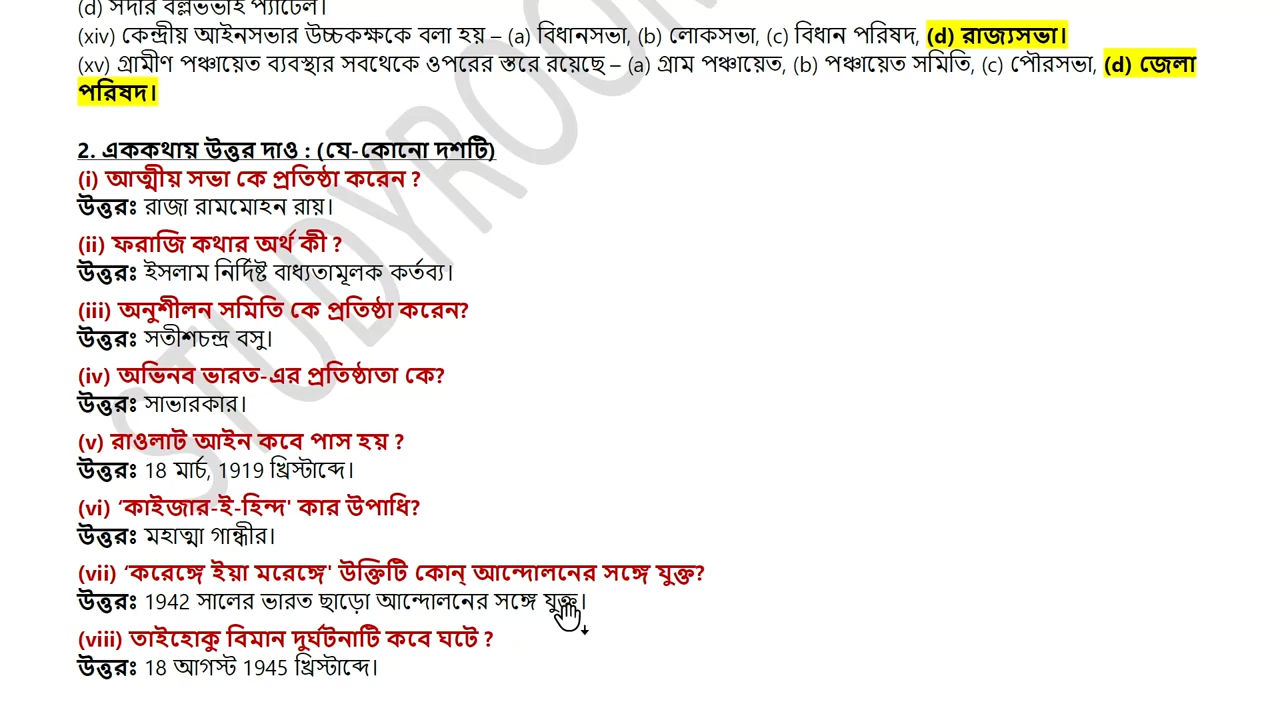 (d) সর্দার বল্লভভাই প্যাটেল।
(xiv) কেন্দ্রীয় আইনসভার উচ্চকক্ষকে বলা হয় – (a) বিধানসভা, (b) লোকসভা, (c) বিধান পরিষদ, (d) রাজ্যসভা।
(xv) গ্রামীণ পঞ্চায়েত ব্যবস্থার সবথেকে ওপরের স্তরে রয়েছে – (a) গ্রাম পঞ্চায়েত, (b) পঞ্চায়েত সমিতি, (c) পৌরসভা, (d) জেলা
পরিষদ।
2. এককথায় উত্তর দাও : (যে-কোনো দশটি)
(i) আত্মীয় সভা কে প্রতিষ্ঠা করেন ?
উত্তরঃ রাজা রামমোহন রায়।
(ii) ফরাজি কথার অর্থ কী ?
উত্তরঃ ইসলাম নির্দিষ্ট বাধ্যতামূলক কর্তব্য।
(iii) অনুশীলন সমিতি কে প্রতিষ্ঠা করেন?
উত্তরঃ সতীশচন্দ্র বসু।
(iv) অভিনব ভারত-এর প্রতিষ্ঠাতা কে?
উত্তরঃ সাভারকার।
(v) রাওলাট আইন কবে পাস হয় ?
উত্তরঃ 18 মার্চ, 1919 খ্রিস্টাব্দে।
(vi) ‘কাইজার-ই-হিন্দ' কার উপাধি?
উত্তরঃ মহাত্মা গান্ধীর।
(vii) ‘করেঙ্গে ইয়া মরেঙ্গে' উক্তিটি কোন্ আন্দোলনের সঙ্গে যুক্ত?
উত্তরঃ 1942 সালের ভারত ছাড়ো আন্দোলনের সঙ্গে যুক্ত।
(viii) তাইহোকু বিমান দুর্ঘটনাটি কবে ঘটে ?
উত্তরঃ 18 আগস্ট 1945 খ্রিস্টাব্দে।
STUDYROOM